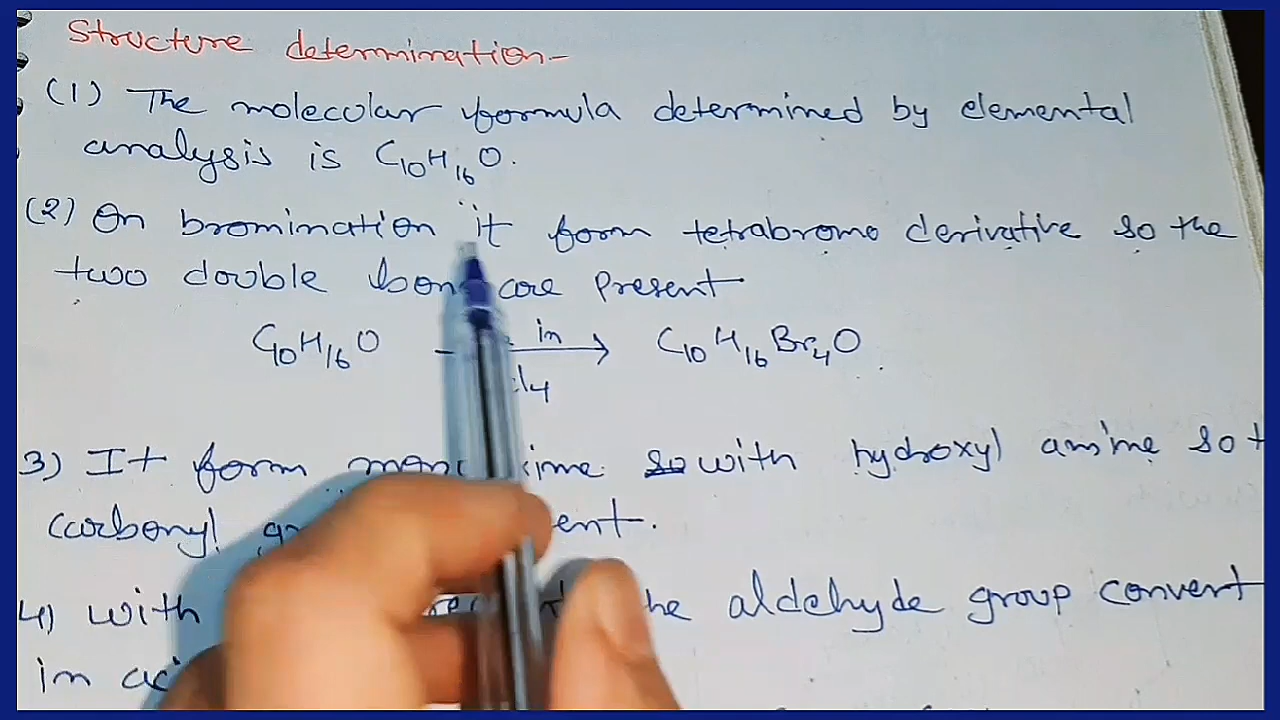 Structure determination-
(1) The molecular formula determined by elemental
analysis is C10H16O.
(2) On bromination it form tetrabromo derivative so the
two double bond are present
C10H16O in → C10H16Br4O
3) It form with hydroxyl amine so
carbonyl
4) With the aldehyde group convert
in